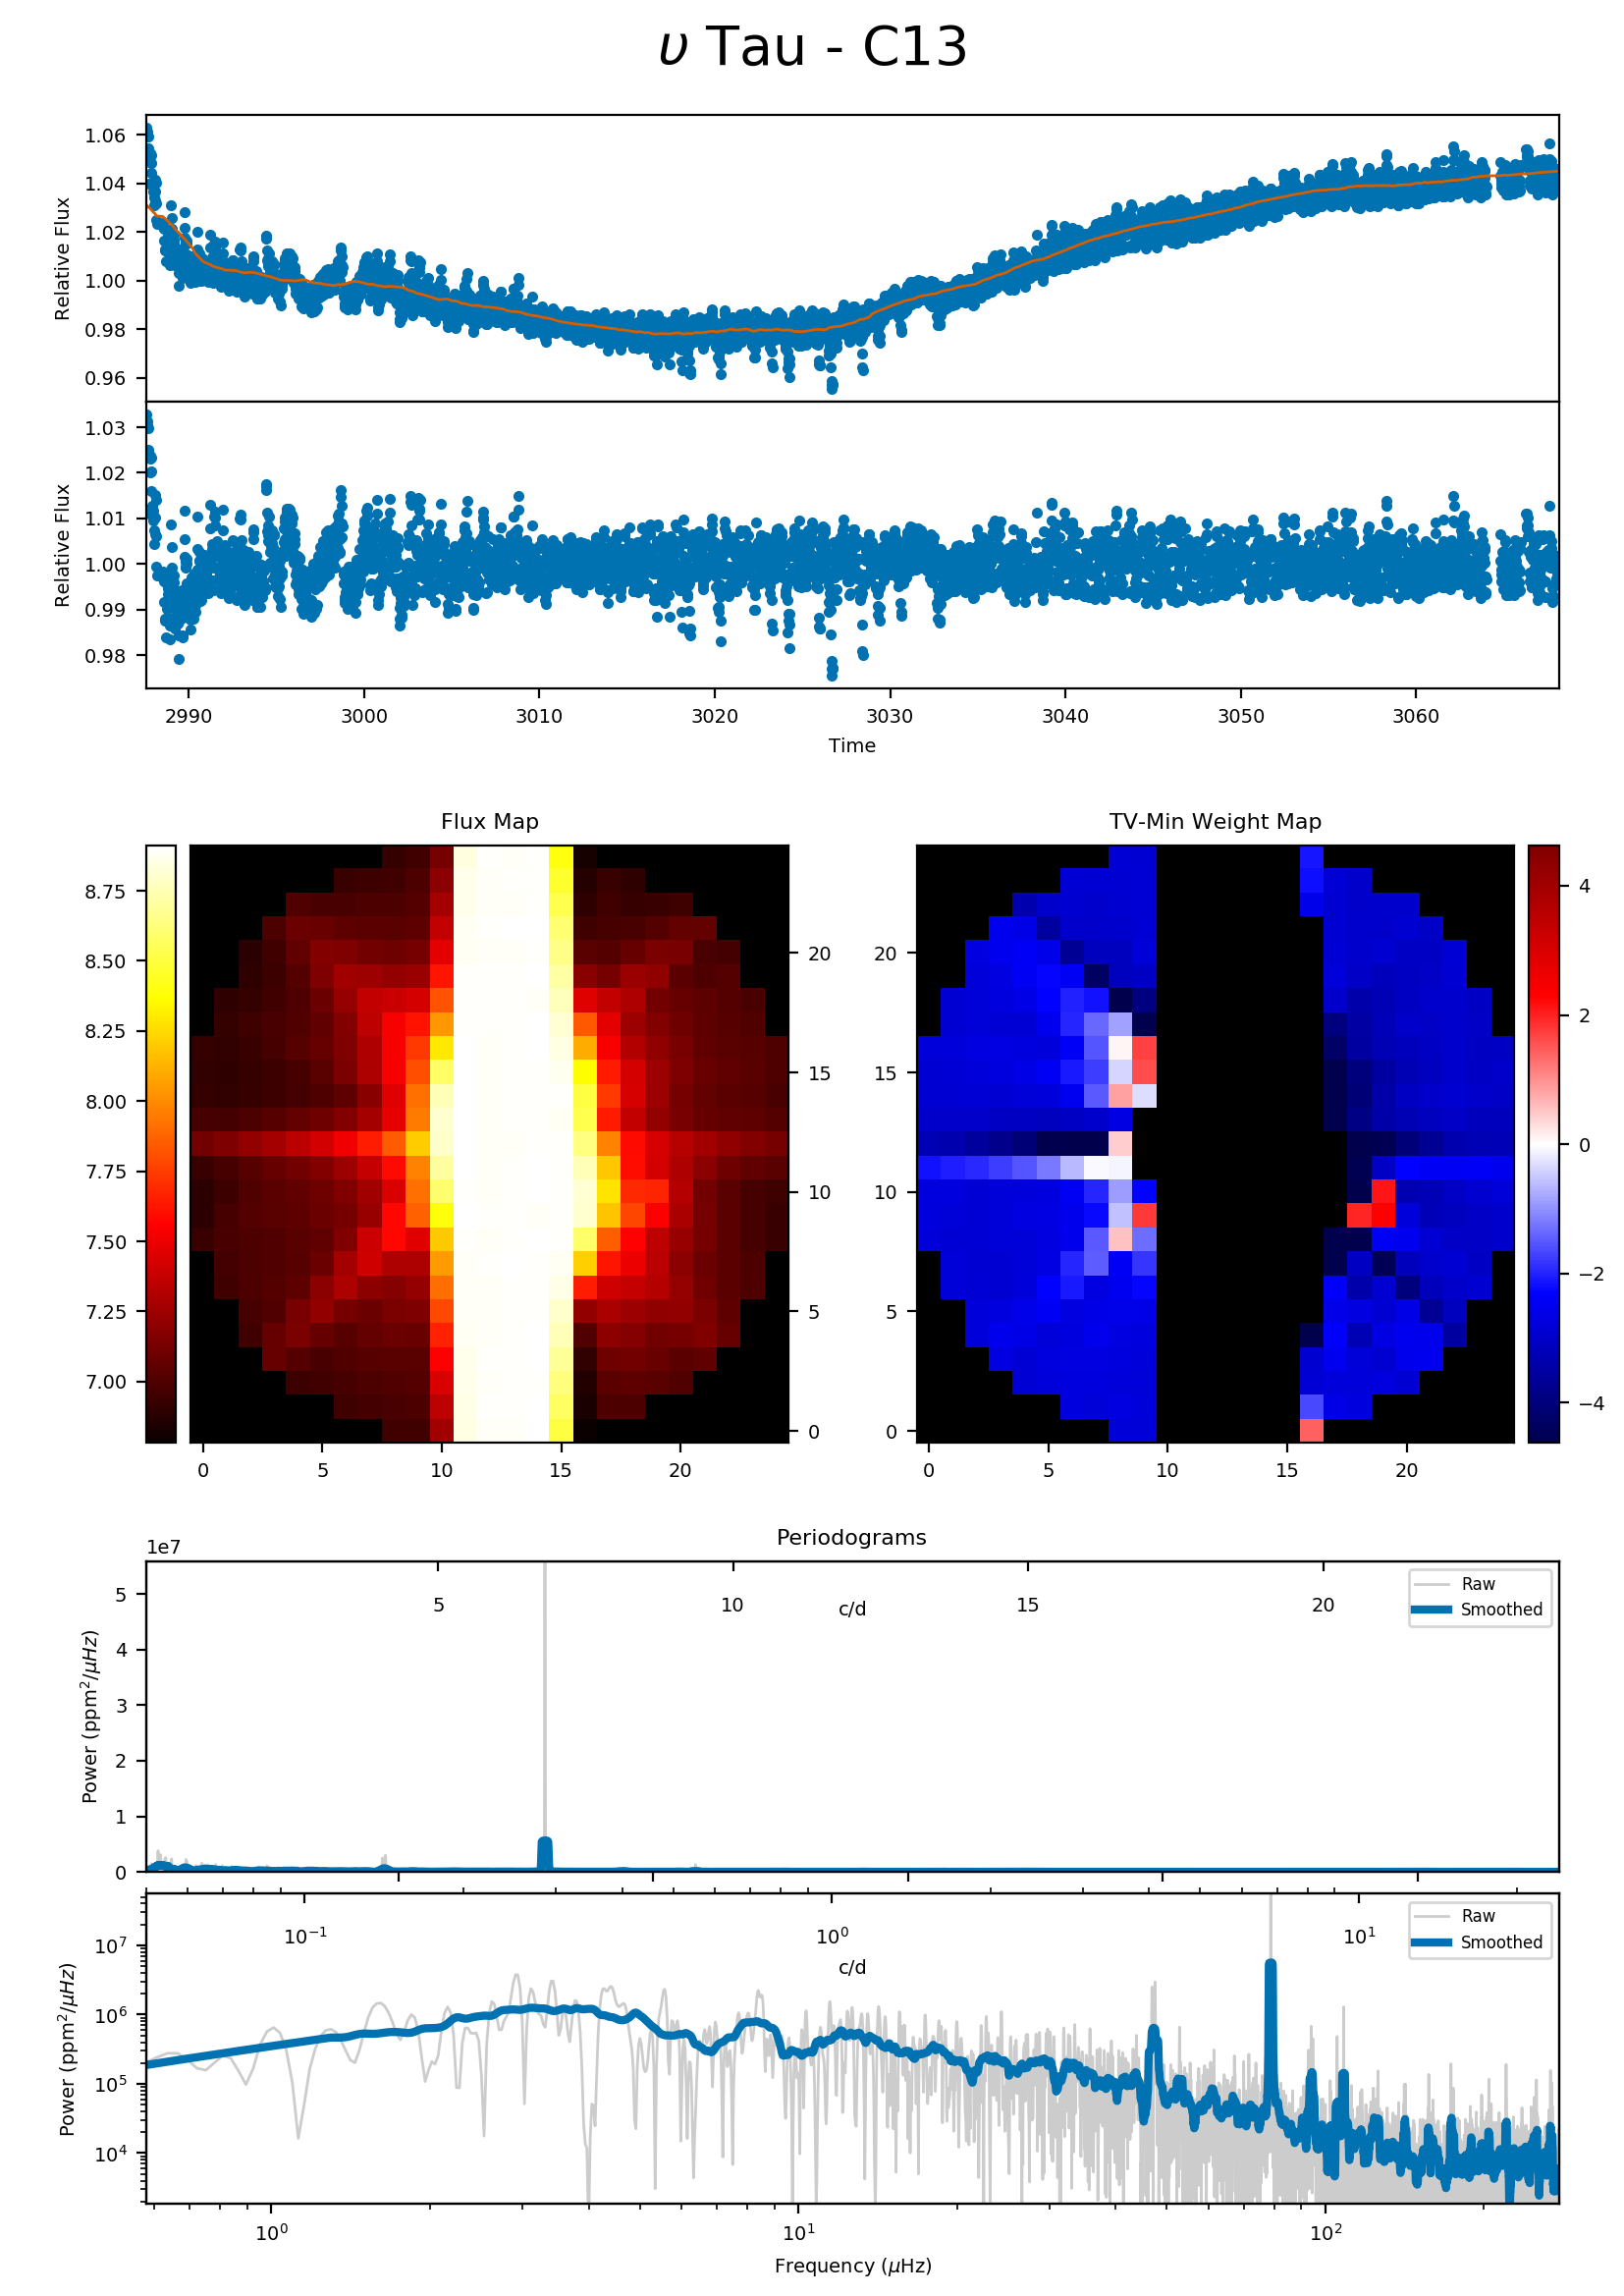 υ Tau - C13
1.06
1.04
1.02
1.00
0.98
0.96
Relative Flux
1.03
1.02
1.01
1.00
0.99
0.98
Relative Flux
2990 3000 3010 3020 3030 3040 3050 3060
Time
Flux Map
8.75
8.50
8.25
8.00
7.75
7.50
7.25
7.00
20
15
10
5
0
0 5 10 15 20
TV-Min Weight Map
20
15
10
5
0
0 5 10 15 20
4
2
0
−2
−4
Periodograms
1e7
5
4
3
2
1
0
Power (ppm²/μHz)
5 10 15 20
c/d
Raw
Smoothed
10⁷
10⁶
10⁵
10⁴
Power (ppm²/μHz)
10⁻¹ 10⁰ 10¹
c/d
Raw
Smoothed
10⁰ 10¹ 10²
Frequency (μHz)